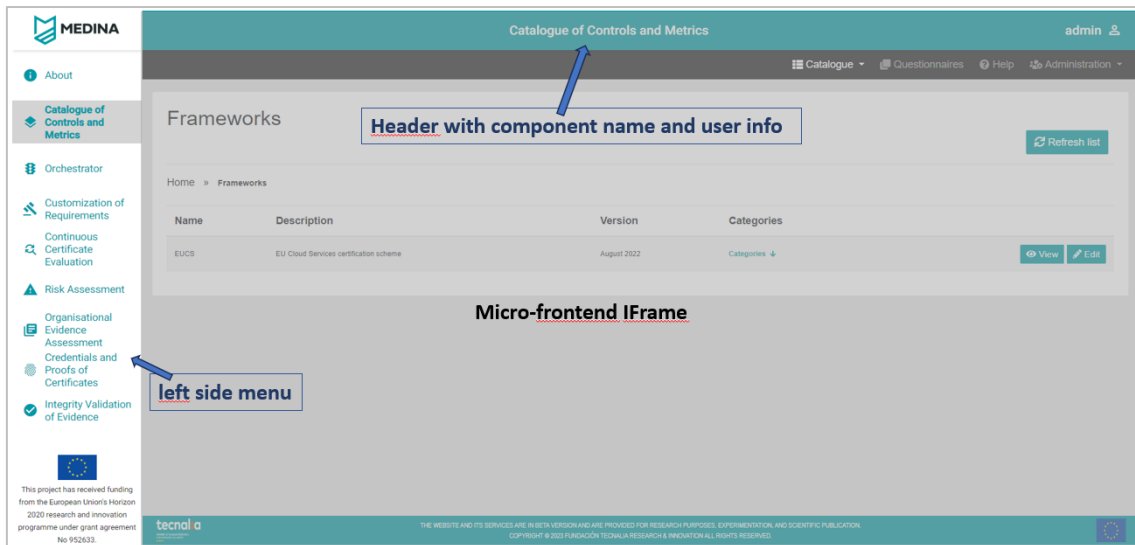 MEDINA
Catalogue of Controls and Metrics
admin
About
Catalogue
Questionnaires
Help
Administration
Catalogue of
Controls and
Metrics
Frameworks
Header with component name and user info
Refresh list
Orchestrator
Home » Frameworks
Customization of
Requirements
Name Description Version Categories
Continuous
Certificate
Evaluation
EUCS EU Cloud Services certification scheme August 2022 Categories ↓ View Edit
Risk Assessment
Micro-frontend IFrame
Organisational
Evidence
Assessment
Credentials and
Proofs of
Certificates
left side menu
Integrity Validation
of Evidence
This project has received funding
from the European Union's Horizon
2020 research and innovation
programme under grant agreement
No 952633.
tecnalia
THE WEBSITE AND ITS SERVICES ARE IN BETA VERSION AND ARE PROVIDED FOR RESEARCH PURPOSES, EXPERIMENTATION, AND SCIENTIFIC PUBLICATION.
COPYRIGHT © 2023 FUNDACIÓN TECNALIA RESEARCH & INNOVATION ALL RIGHTS RESERVED.